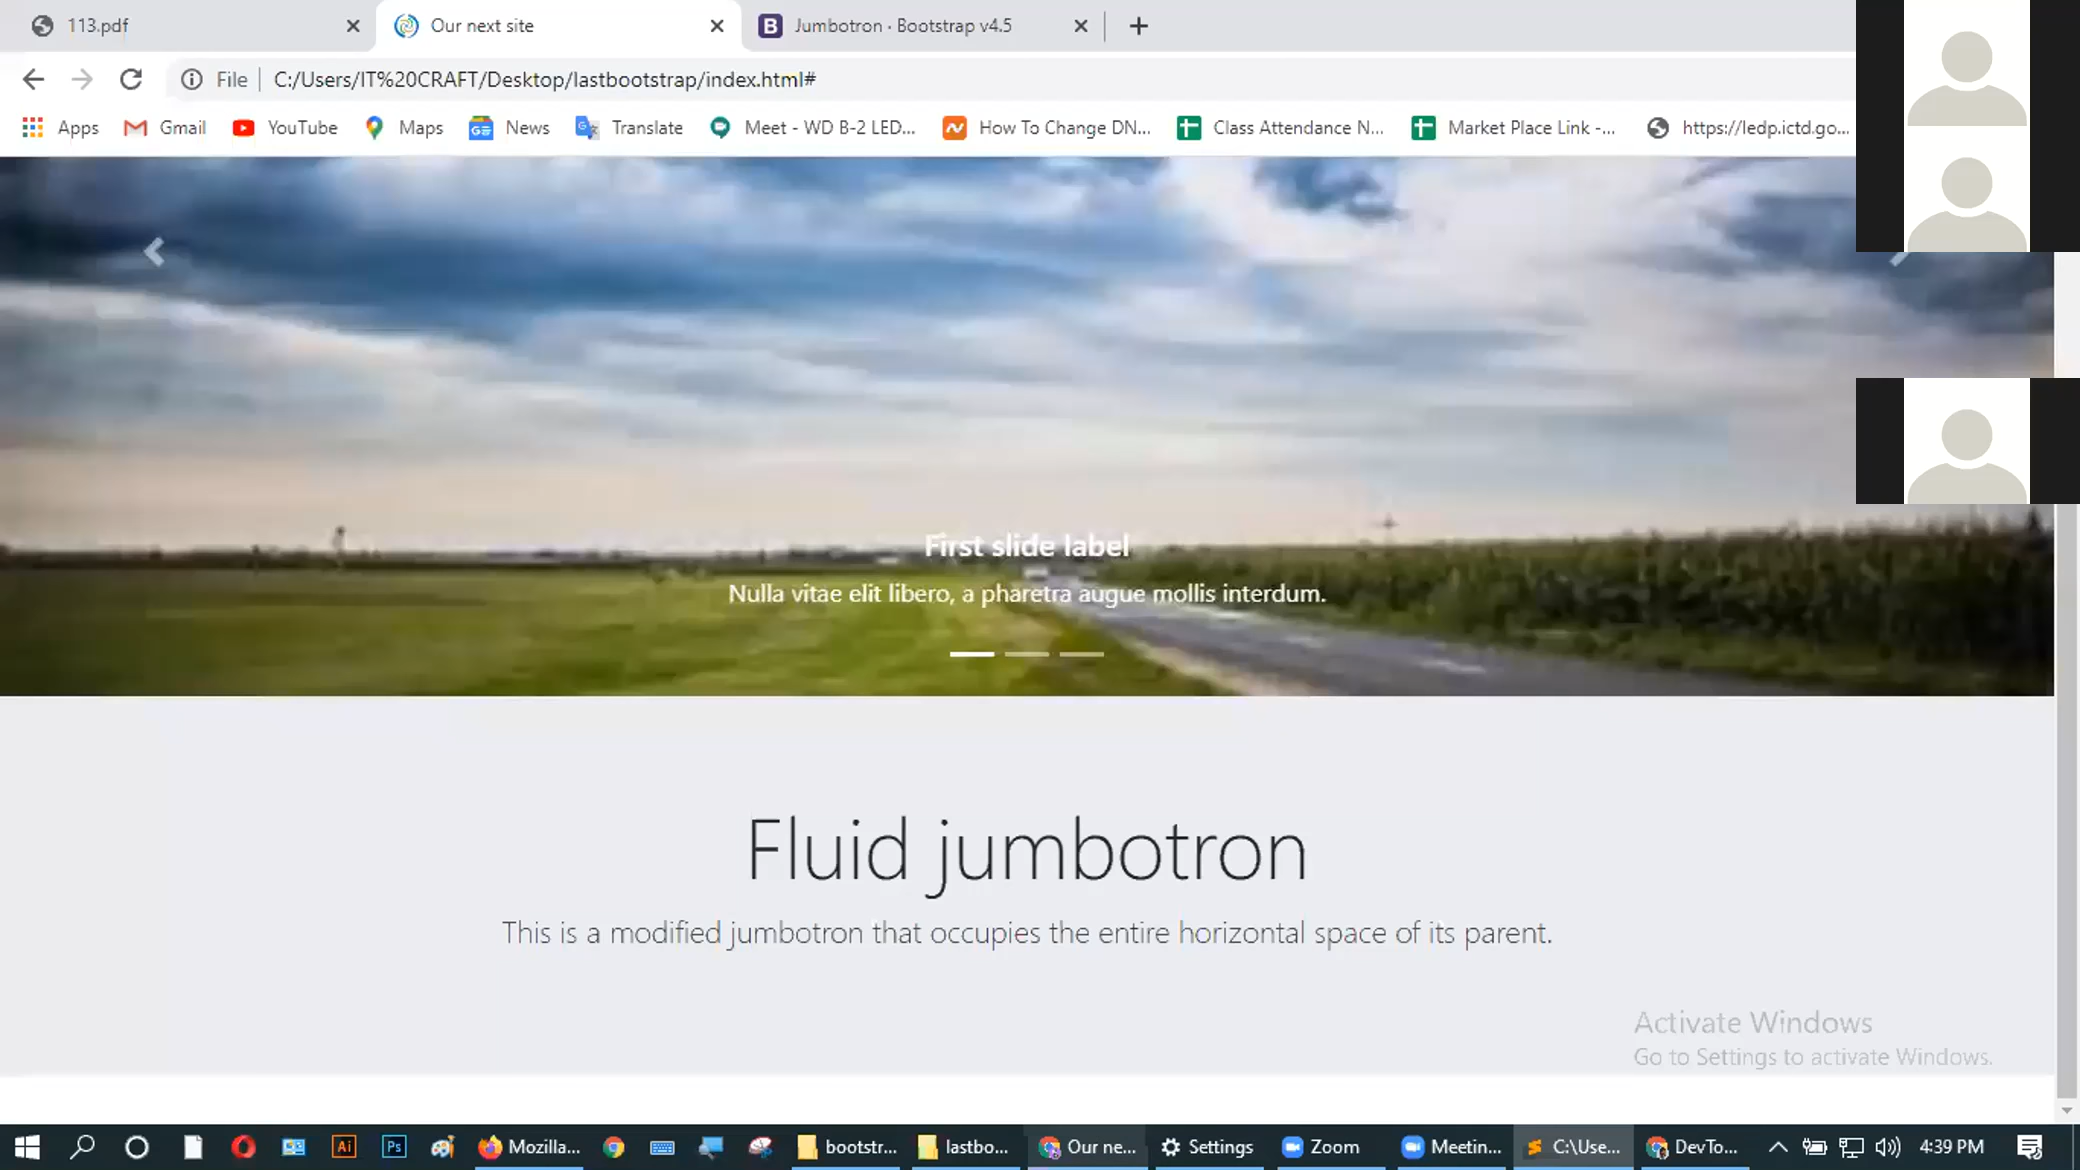 113.pdf
Our next site
Jumbotron · Bootstrap v4.5
File
C:/Users/IT%20CRAFT/Desktop/lastbootstrap/index.html#
Apps
Gmail
YouTube
Maps
News
Translate
Meet - WD B-2 LED...
How To Change DN...
Class Attendance N...
Market Place Link -...
https://ledp.ictd.go...
First slide label
Nulla vitae elit libero, a pharetra augue mollis interdum.
Fluid jumbotron
This is a modified jumbotron that occupies the entire horizontal space of its parent.
Activate Windows
Go to Settings to activate Windows.
Ai
Ps
Mozilla...
bootstr...
lastbo...
Our ne...
Settings
Zoom
Meetin...
C:\Use...
DevTo...
4:39 PM